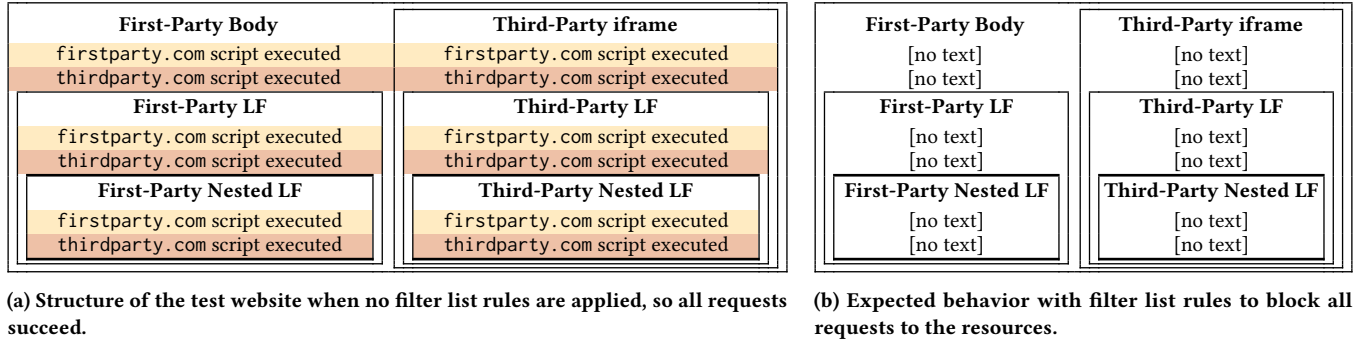 First-Party Body
firstparty.com script executed
thirdparty.com script executed
First-Party LF
firstparty.com script executed
thirdparty.com script executed
First-Party Nested LF
firstparty.com script executed
thirdparty.com script executed
Third-Party iframe
firstparty.com script executed
thirdparty.com script executed
Third-Party LF
firstparty.com script executed
thirdparty.com script executed
Third-Party Nested LF
firstparty.com script executed
thirdparty.com script executed
(a) Structure of the test website when no filter list rules are applied, so all requests
succeed.
First-Party Body
[no text]
[no text]
First-Party LF
[no text]
[no text]
First-Party Nested LF
[no text]
[no text]
Third-Party iframe
[no text]
[no text]
Third-Party LF
[no text]
[no text]
Third-Party Nested LF
[no text]
[no text]
(b) Expected behavior with filter list rules to block all
requests to the resources.